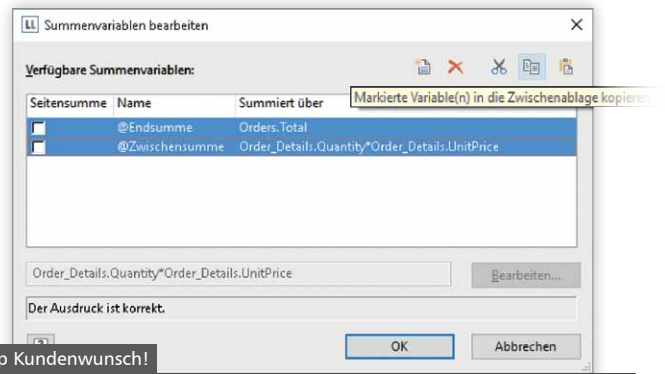 LL Summenvariablen bearbeiten
Verfügbare Summenvariablen:
Markierte Variable(n) in die Zwischenablage kopieren
Seitensumme Name Summiert über
@Endsumme Orders.Total
@Zwischensumme Order_Details.Quantity*Order_Details.UnitPrice
Order_Details.Quantity*Order_Details.UnitPrice Bearbeiten...
Der Ausdruck ist korrekt.
OK Abbrechen
Kundenwunsch!